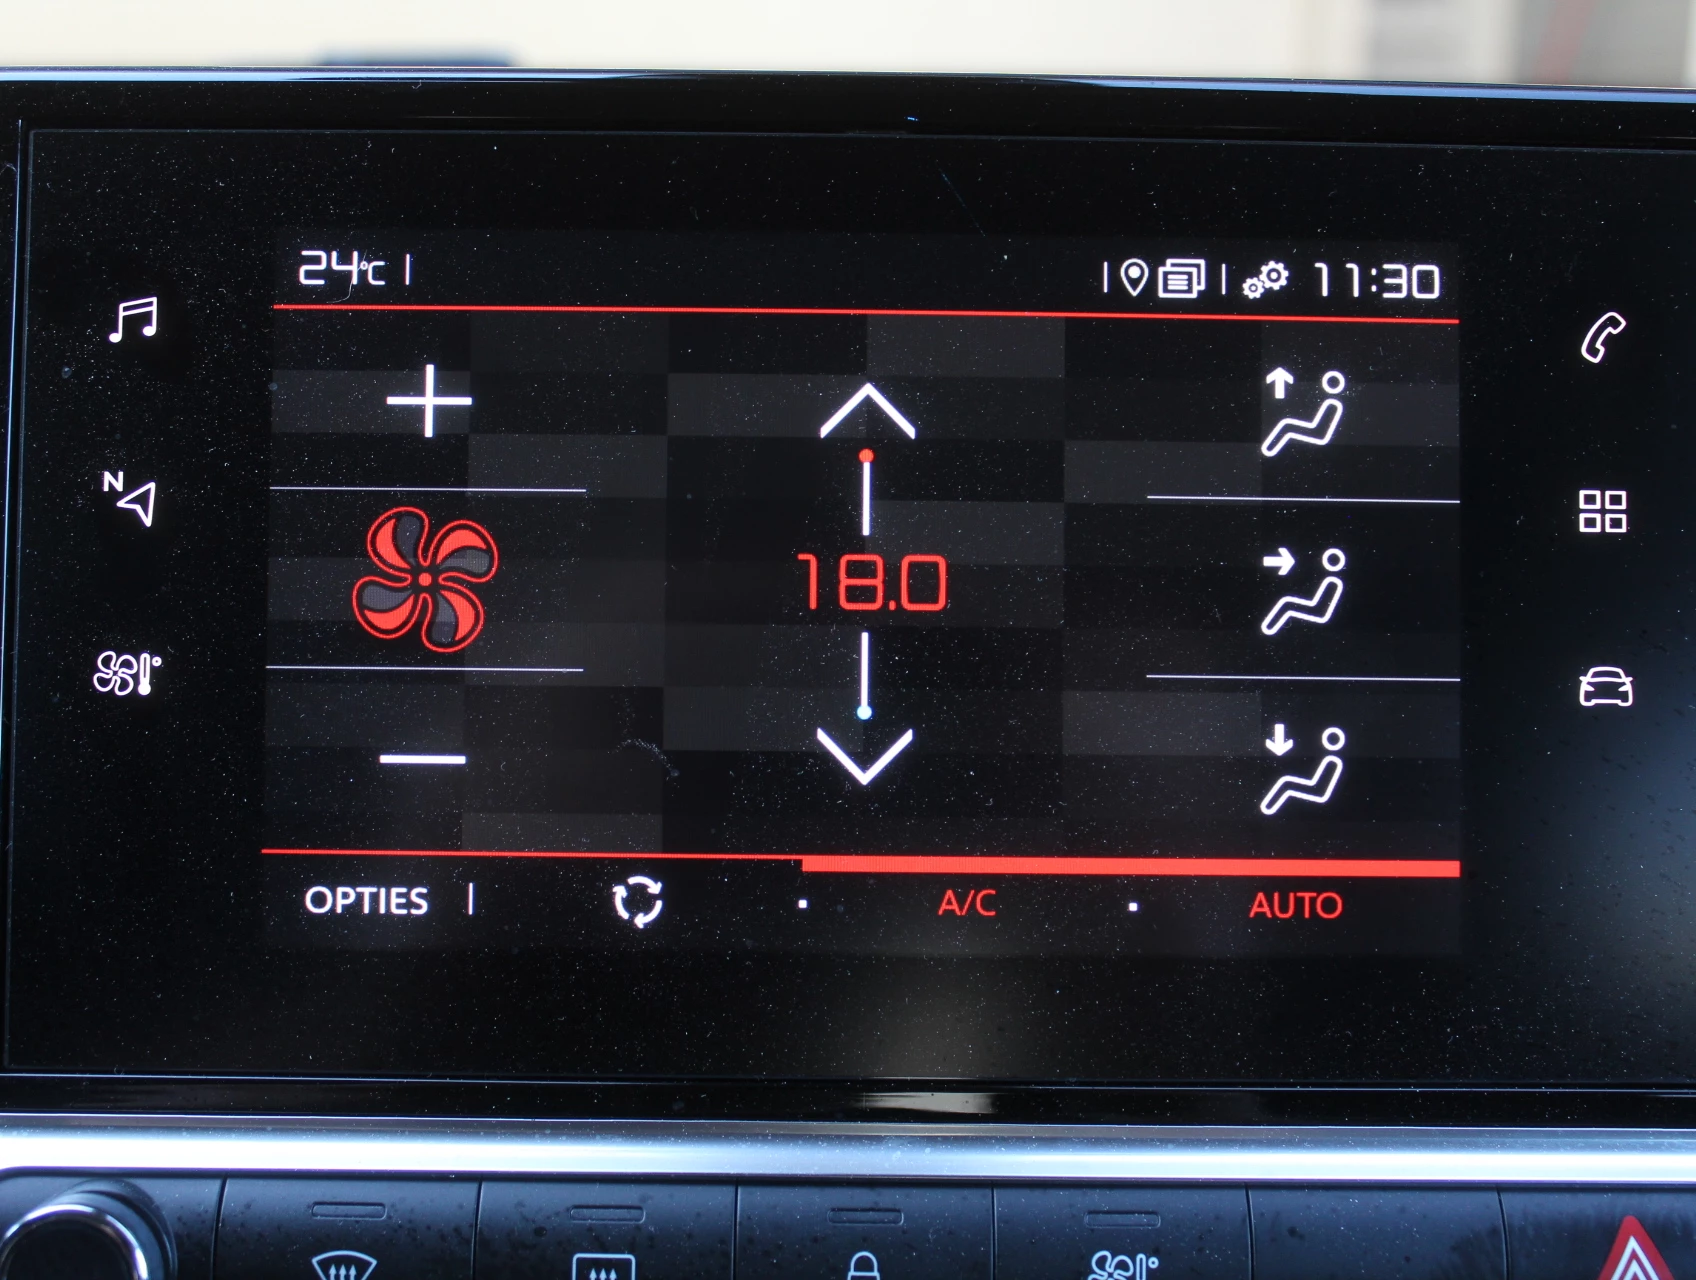 24°C 11:30
N
18.0
OPTIES A/C AUTO